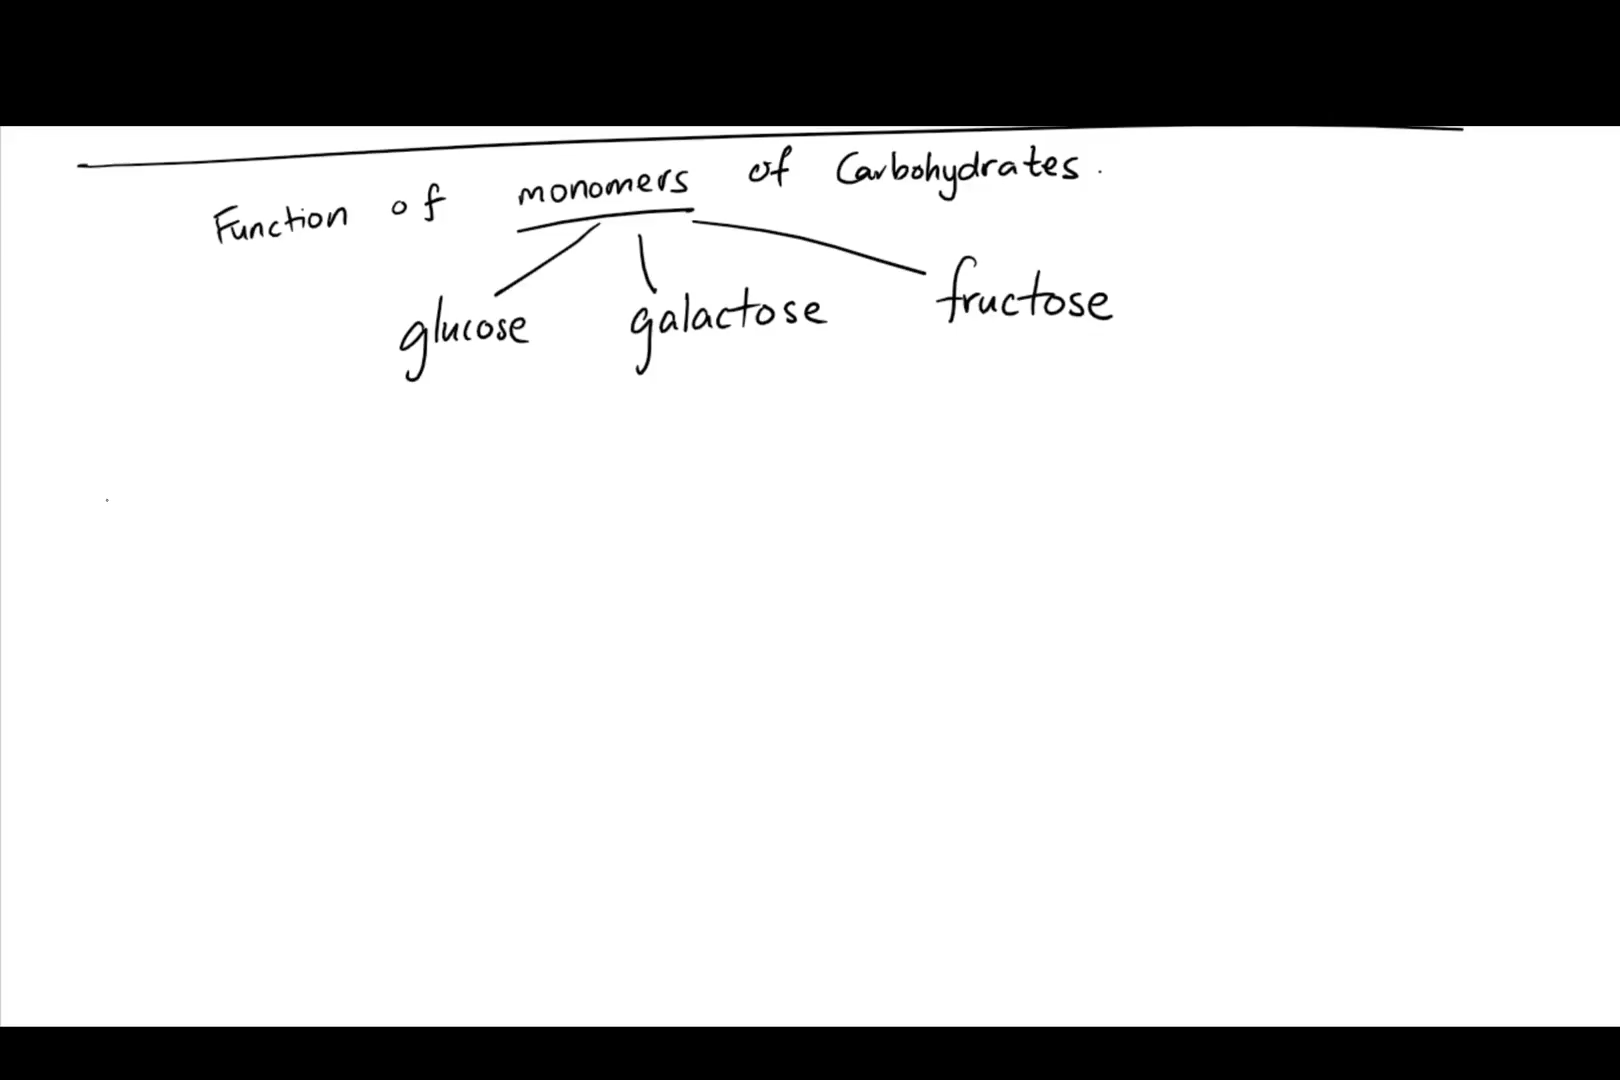 Function of monomers of Carbohydrates.
glucose galactose fructose